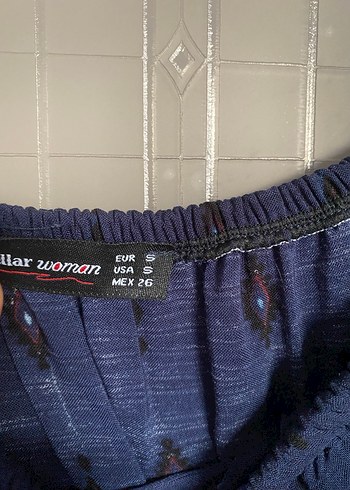 llar woman
EUR S
USA S
MEX 26